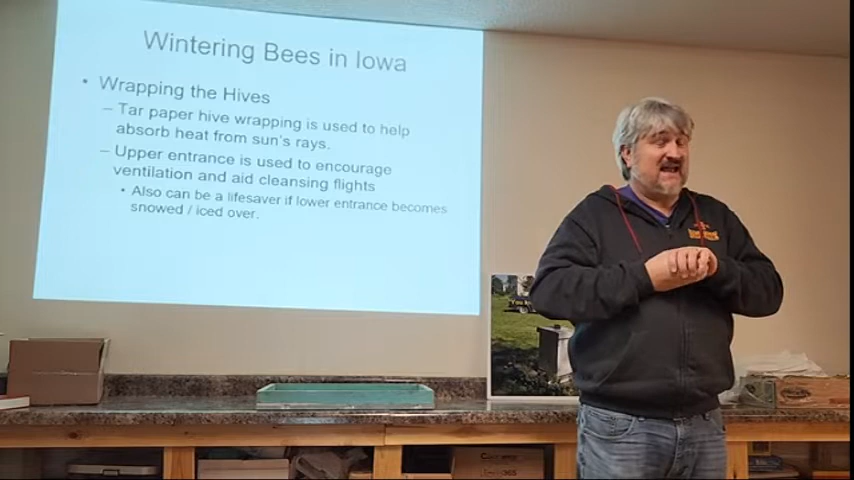 Wintering Bees in Iowa
• Wrapping the Hives
– Tar paper hive wrapping is used to help
absorb heat from sun's rays.
– Upper entrance is used to encourage
ventilation and aid cleansing flights
• Also can be a lifesaver if lower entrance becomes
snowed / iced over.